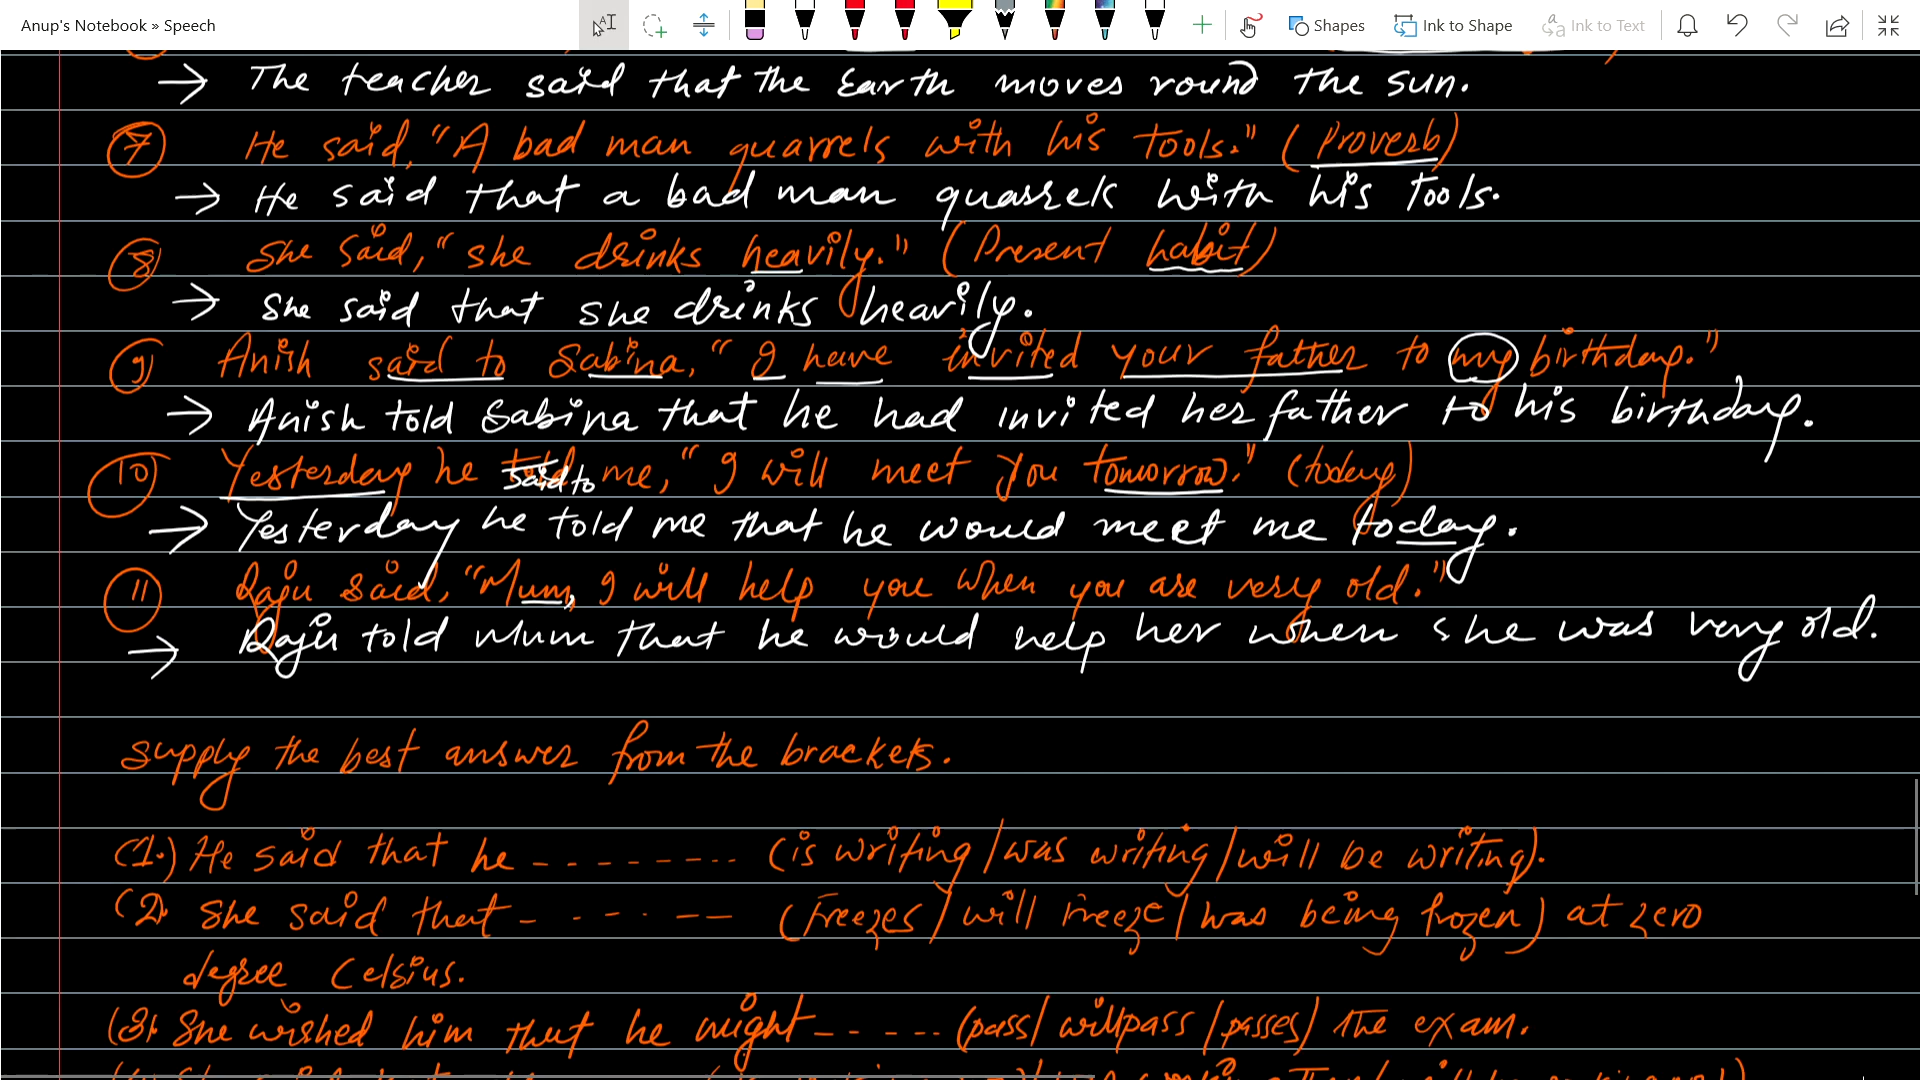 Anup's Notebook » Speech
Shapes
Ink to Shape
Ink to Text
→ The teacher said that the Earth moves round the sun.
7 He said, "A bad man quarrels with his tools." (Proverb)
→ He said that a bad man quarrels with his tools.
8 She said, "she drinks heavily." (Present habit)
→ She said that she drinks heavily.
9 Anish said to Sabina, "I have invited your father to my birthday."
→ Anish told Sabina that he had invited her father to his birthday.
10 Yesterday he said to me, "I will meet you tomorrow." (today)
→ Yesterday he told me that he would meet me today.
11 Raju said, "Mum, I will help you when you are very old."
→ Raju told Mum that he would help her when she was very old.
Supply the best answer from the brackets.
(1.) He said that he - - - - - - - - - (is writing / was writing / will be writing).
(2). She said that - - - - - - - (Freezes / will Freeze / was being frozen) at zero
degree Celsius.
(3). She wished him that he might - - - - - - (pass / will pass / passes) the exam.